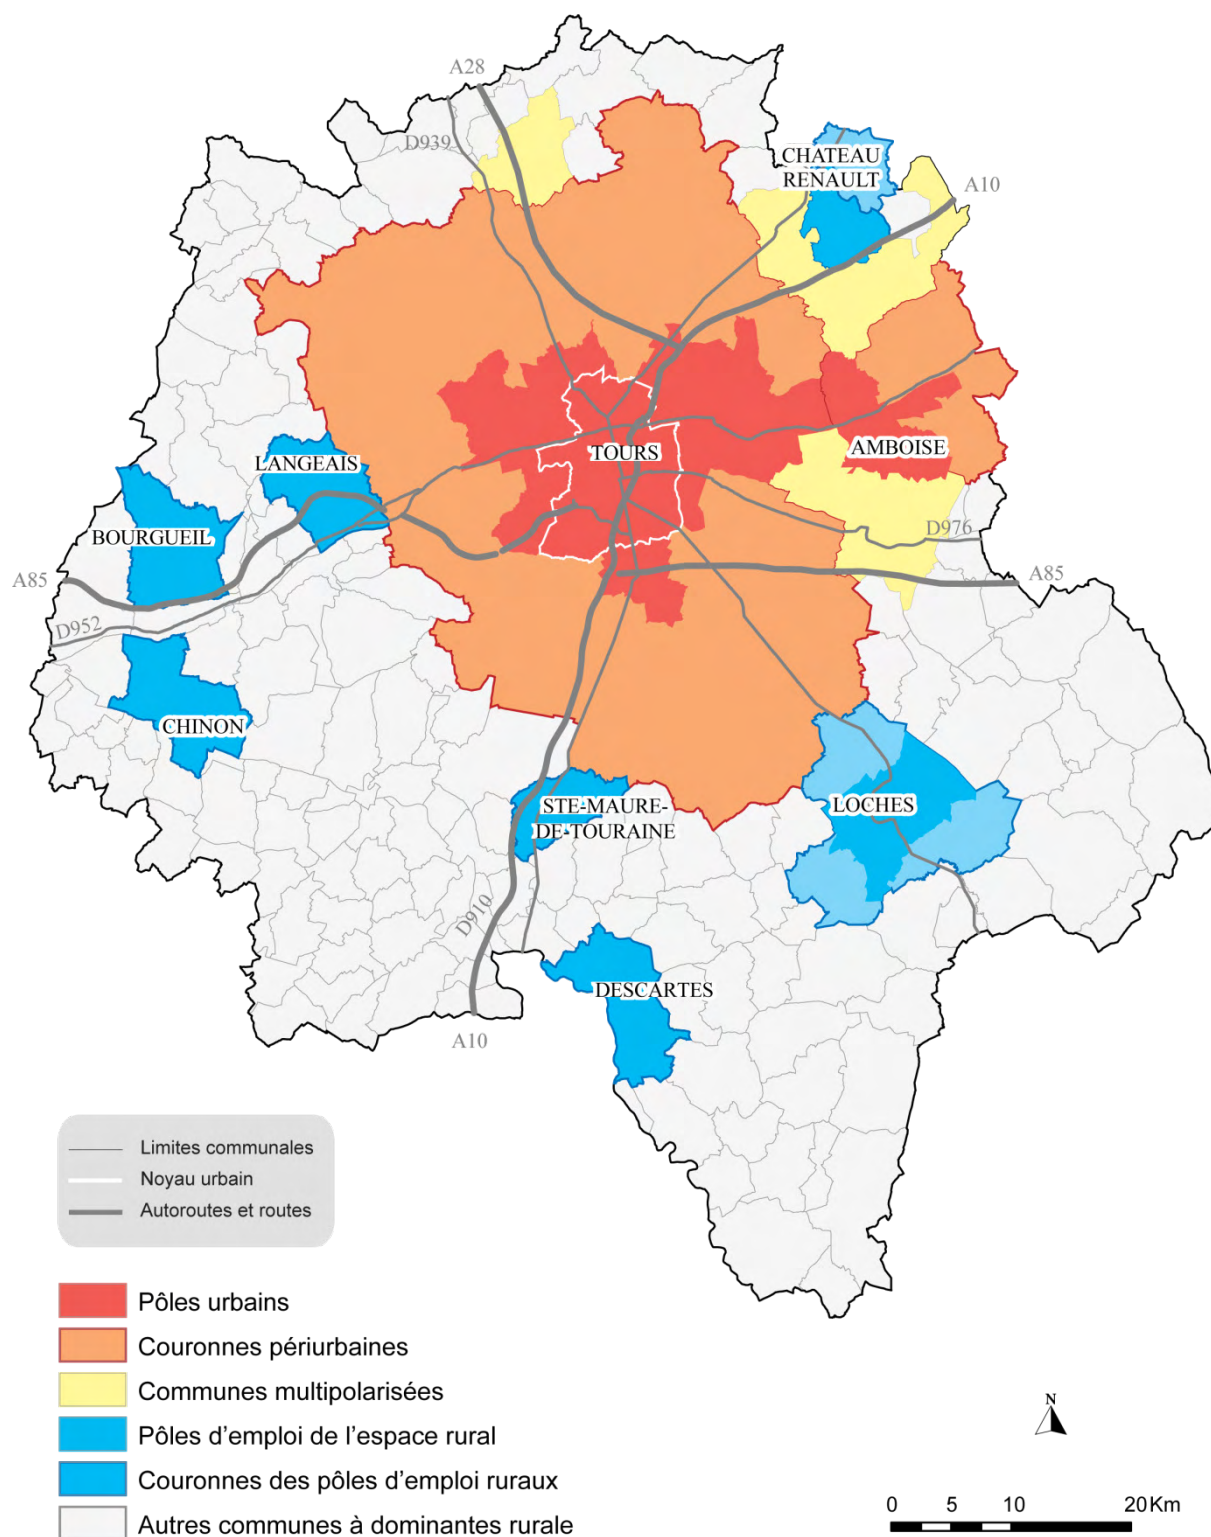 A28
D939
CHATEAU
RENAULT
A10
TOURS
AMBOISE
LANGEAIS
BOURGUEIL
D976
A85
A85
D952
CHINON
STE-MAURE-
DE-TOURAINE
LOCHES
D910
DESCARTES
A10
Limites communales
Noyau urbain
Autoroutes et routes
Pôles urbains
Couronnes périurbaines
Communes multipolarisées
Pôles d'emploi de l'espace rural
Couronnes des pôles d'emploi ruraux
Autres communes à dominantes rurale
N
0 5 10 20Km